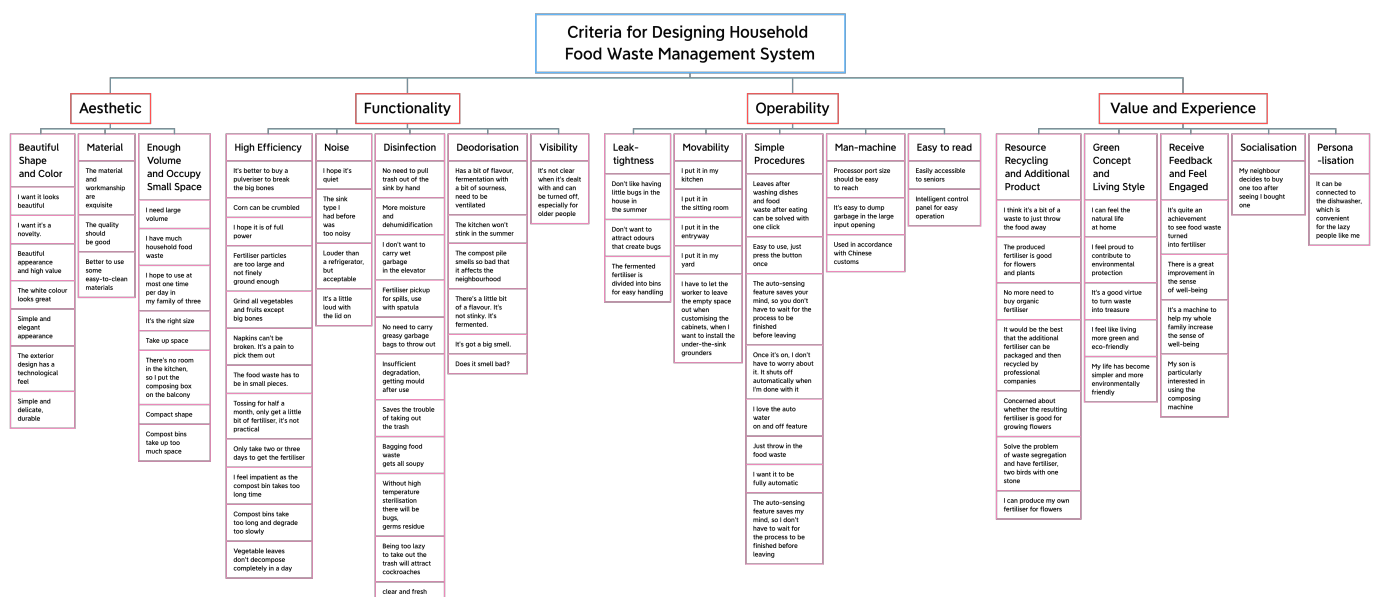 Criteria for Designing Household
Food Waste Management System
Aesthetic
Beautiful
Shape
and Color
I want it looks
beautiful
I want it's a
novelty.
Beautiful
appearance
and high value
The white colour
looks great
Simple and
elegant
appearance
The exterior
design has a
technological
feel
Simple and
delicate,
durable
Material
The material
and
workmanship
are
exquisite
The quality
should
be good
Better to use
some
easy-to-clean
materials
Enough
Volume
and Occupy
Small Space
I need large
volume
I have much
household food
waste
I hope to use at
most one time
per day in
my family of three
It's the right size
Take up space
There's no room
in the kitchen,
so I put the
composing box
on the balcony
Compact shape
Compost bins
take up too
much space
Functionality
High Efficiency
It's better to buy a
pulveriser to break
the big bones
Corn can be crumbled
I hope it is of full
power
Fertiliser particles
are too large and
not finely
ground enough
Grind all vegetables
and fruits except
big bones
Napkins can't be
broken. It's a pain to
pick them out
The food waste has to
be in small pieces.
Tossing for half a
month, only get a little
bit of fertiliser, it's not
practical
Only take two or three
days to get the fertiliser
I feel impatient as the
compost bin takes too
long time
Compost bins take
too long and degrade
too slowly
Vegetable leaves
don't decompose
completely in a day
Noise
I hope it's
quiet
The sink
type I
had before
was
too noisy
Louder than
a refrigerator,
but
acceptable
It's a little
loud with
the lid on
Disinfection
No need to pull
trash out of the
sink by hand
More moisture
and
dehumidification
I don't want to
carry wet
garbage
in the elevator
Fertiliser pickup
for spills, use
with spatula
No need to carry
greasy garbage
bags to throw out
Insufficient
degradation,
getting mould
after use
Saves the trouble
of taking out
the trash
Bagging food
waste
gets all soupy
Without high
temperature
sterilisation
there will be
bugs,
germs residue
Being too lazy
to take out the
trash will attract
cockroaches
clear and fresh
Deodorisation
Has a bit of flavour,
fermentation with
a bit of sourness,
need to be
ventilated
The kitchen won't
stink in the summer
The compost pile
smells so bad that
it affects the
neighbourhood
There's a little bit
of a flavour. It's
not stinky. It's
fermented.
It's got a big smell.
Does it smell bad?
Visibility
It's not clear
when it's dealt
with and can
be turned off,
especially for
older people
Operability
Leak-
tightness
Don't like having
little bugs in the
house in
the summer
Don't want to
attract odours
that create bugs
The fermented
fertiliser is
divided into bins
for easy handling
Movability
I put it in my
kitchen
I put it in
the sitting room
I put it in the
entryway
I put it in my
yard
I have to let the
worker to leave
the empty space
out when
customising the
cabinets, when I
want to install the
under-the-sink
grounders
Simple
Procedures
Leaves after
washing dishes
and food
waste after eating
can be solved with
one click
Easy to use, just
press the button
once
The auto-sensing
feature saves your
mind, so you don't
have to wait for the
process to be
finished
before leaving
Once it's on, I don't
have to worry about
it. It shuts off
automatically when
I'm done with it
I love the auto
water
on and off feature
Just throw in the
food waste
I want it to be
fully automatic
The auto-sensing
feature saves my
mind, so I don't
have to wait for
the process to be
finished before
leaving
Man-machine
Processor port size
should be easy
to reach
It's easy to dump
garbage in the large
input opening
Used in accordance
with Chinese
customs
Easy to read
Easily accessible
to seniors
Intelligent control
panel for easy
operation
Value and Experience
Resource
Recycling
and Additional
Product
I think it's a bit of a
waste to just throw
the food away
The produced
fertiliser is good
for flowers
and plants
No more need to
buy organic
fertiliser
It would be the best
that the additional
fertiliser can be
packaged and then
recycled by
professional
companies
Concerned about
whether the resulting
fertiliser is good for
growing flowers
Solve the problem
of waste segregation
and have fertiliser,
two birds with one
stone
I can produce my own
fertiliser for flowers
Green
Concept
and
Living Style
I can feel the
natural life
at home
I feel proud to
contribute to
environmental
protection
It's a good virtue
to turn waste
into treasure
I feel like living
more green and
eco-friendly
My life has become
simpler and more
environmentally
friendly
Receive
Feedback
and Feel
Engaged
It's quite an
achievement
to see food waste
turned
into fertiliser
There is a great
improvement in
the sense
of well-being
It's a machine to
help my whole
family increase
the sense of
well-being
My son is
particularly
interested in
using the
composing
machine
Socialisation
My neighbour
decides to buy
one too after
seeing I bought
one
Persona
-lisation
It can be
connected to
the dishwasher,
which is
convenient
for the lazy
people like me